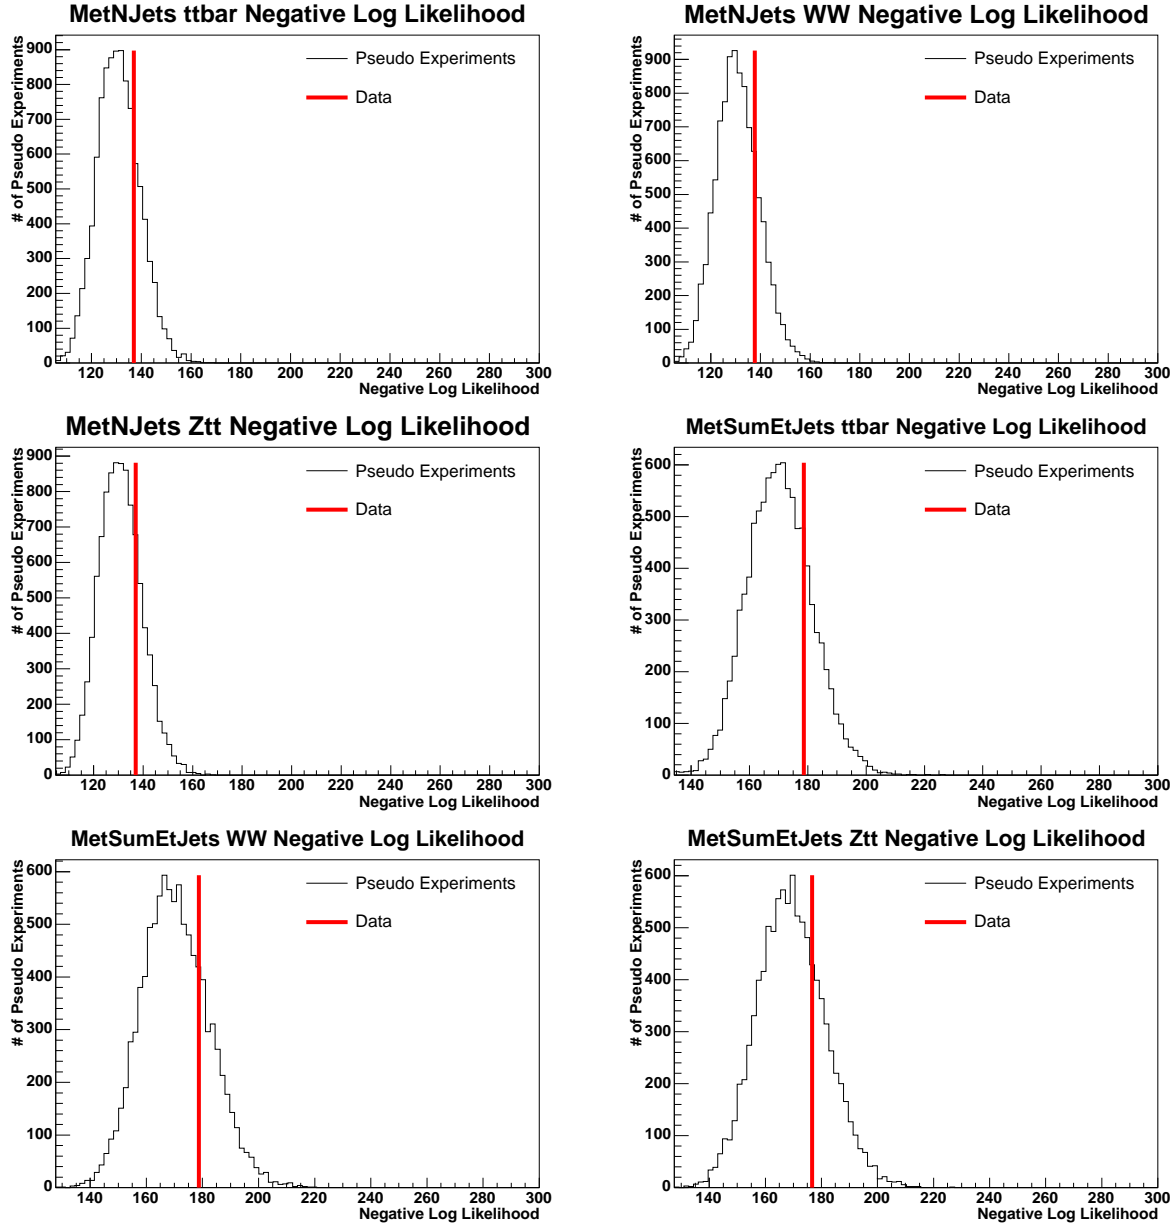 MetNJets ttbar Negative Log Likelihood
# of Pseudo Experiments
900
800
700
600
500
400
300
200
100
0
Pseudo Experiments
Data
120 140 160 180 200 220 240 260 280 300
Negative Log Likelihood
MetNJets WW Negative Log Likelihood
# of Pseudo Experiments
900
800
700
600
500
400
300
200
100
0
Pseudo Experiments
Data
120 140 160 180 200 220 240 260 280 300
Negative Log Likelihood
MetNJets Ztt Negative Log Likelihood
# of Pseudo Experiments
900
800
700
600
500
400
300
200
100
0
Pseudo Experiments
Data
120 140 160 180 200 220 240 260 280 300
Negative Log Likelihood
MetSumEtJets ttbar Negative Log Likelihood
# of Pseudo Experiments
600
500
400
300
200
100
0
Pseudo Experiments
Data
140 160 180 200 220 240 260 280 300
Negative Log Likelihood
MetSumEtJets WW Negative Log Likelihood
# of Pseudo Experiments
600
500
400
300
200
100
0
Pseudo Experiments
Data
140 160 180 200 220 240 260 280 300
Negative Log Likelihood
MetSumEtJets Ztt Negative Log Likelihood
# of Pseudo Experiments
600
500
400
300
200
100
0
Pseudo Experiments
Data
140 160 180 200 220 240 260 280 300
Negative Log Likelihood